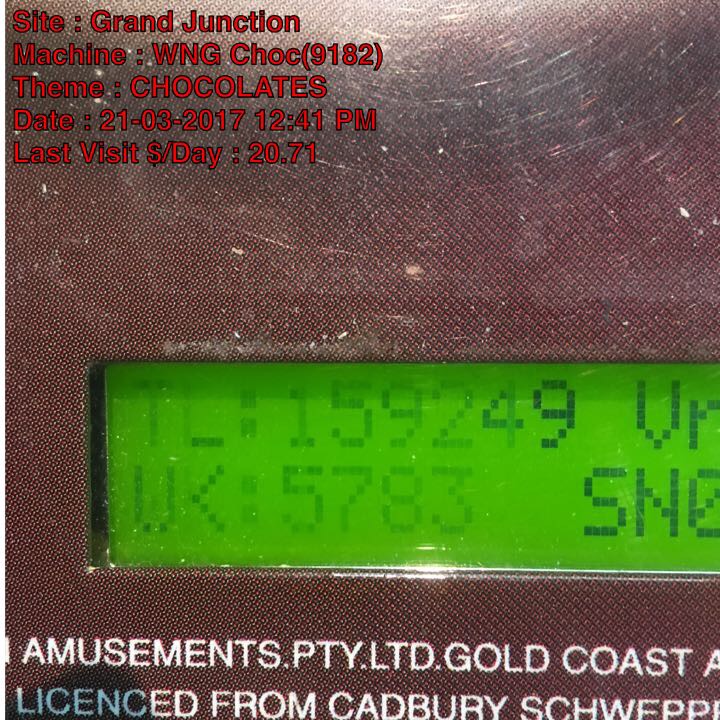 Site : Grand Junction
Machine : WNG Choc(9182)
Theme : CHOCOLATES
Date : 21-03-2017 12:41 PM
Last Visit $/Day : 20.71
TL:159249
WK:5783
AMUSEMENTS.PTY.LTD.GOLD COAST
LICENCED FROM CADBURY